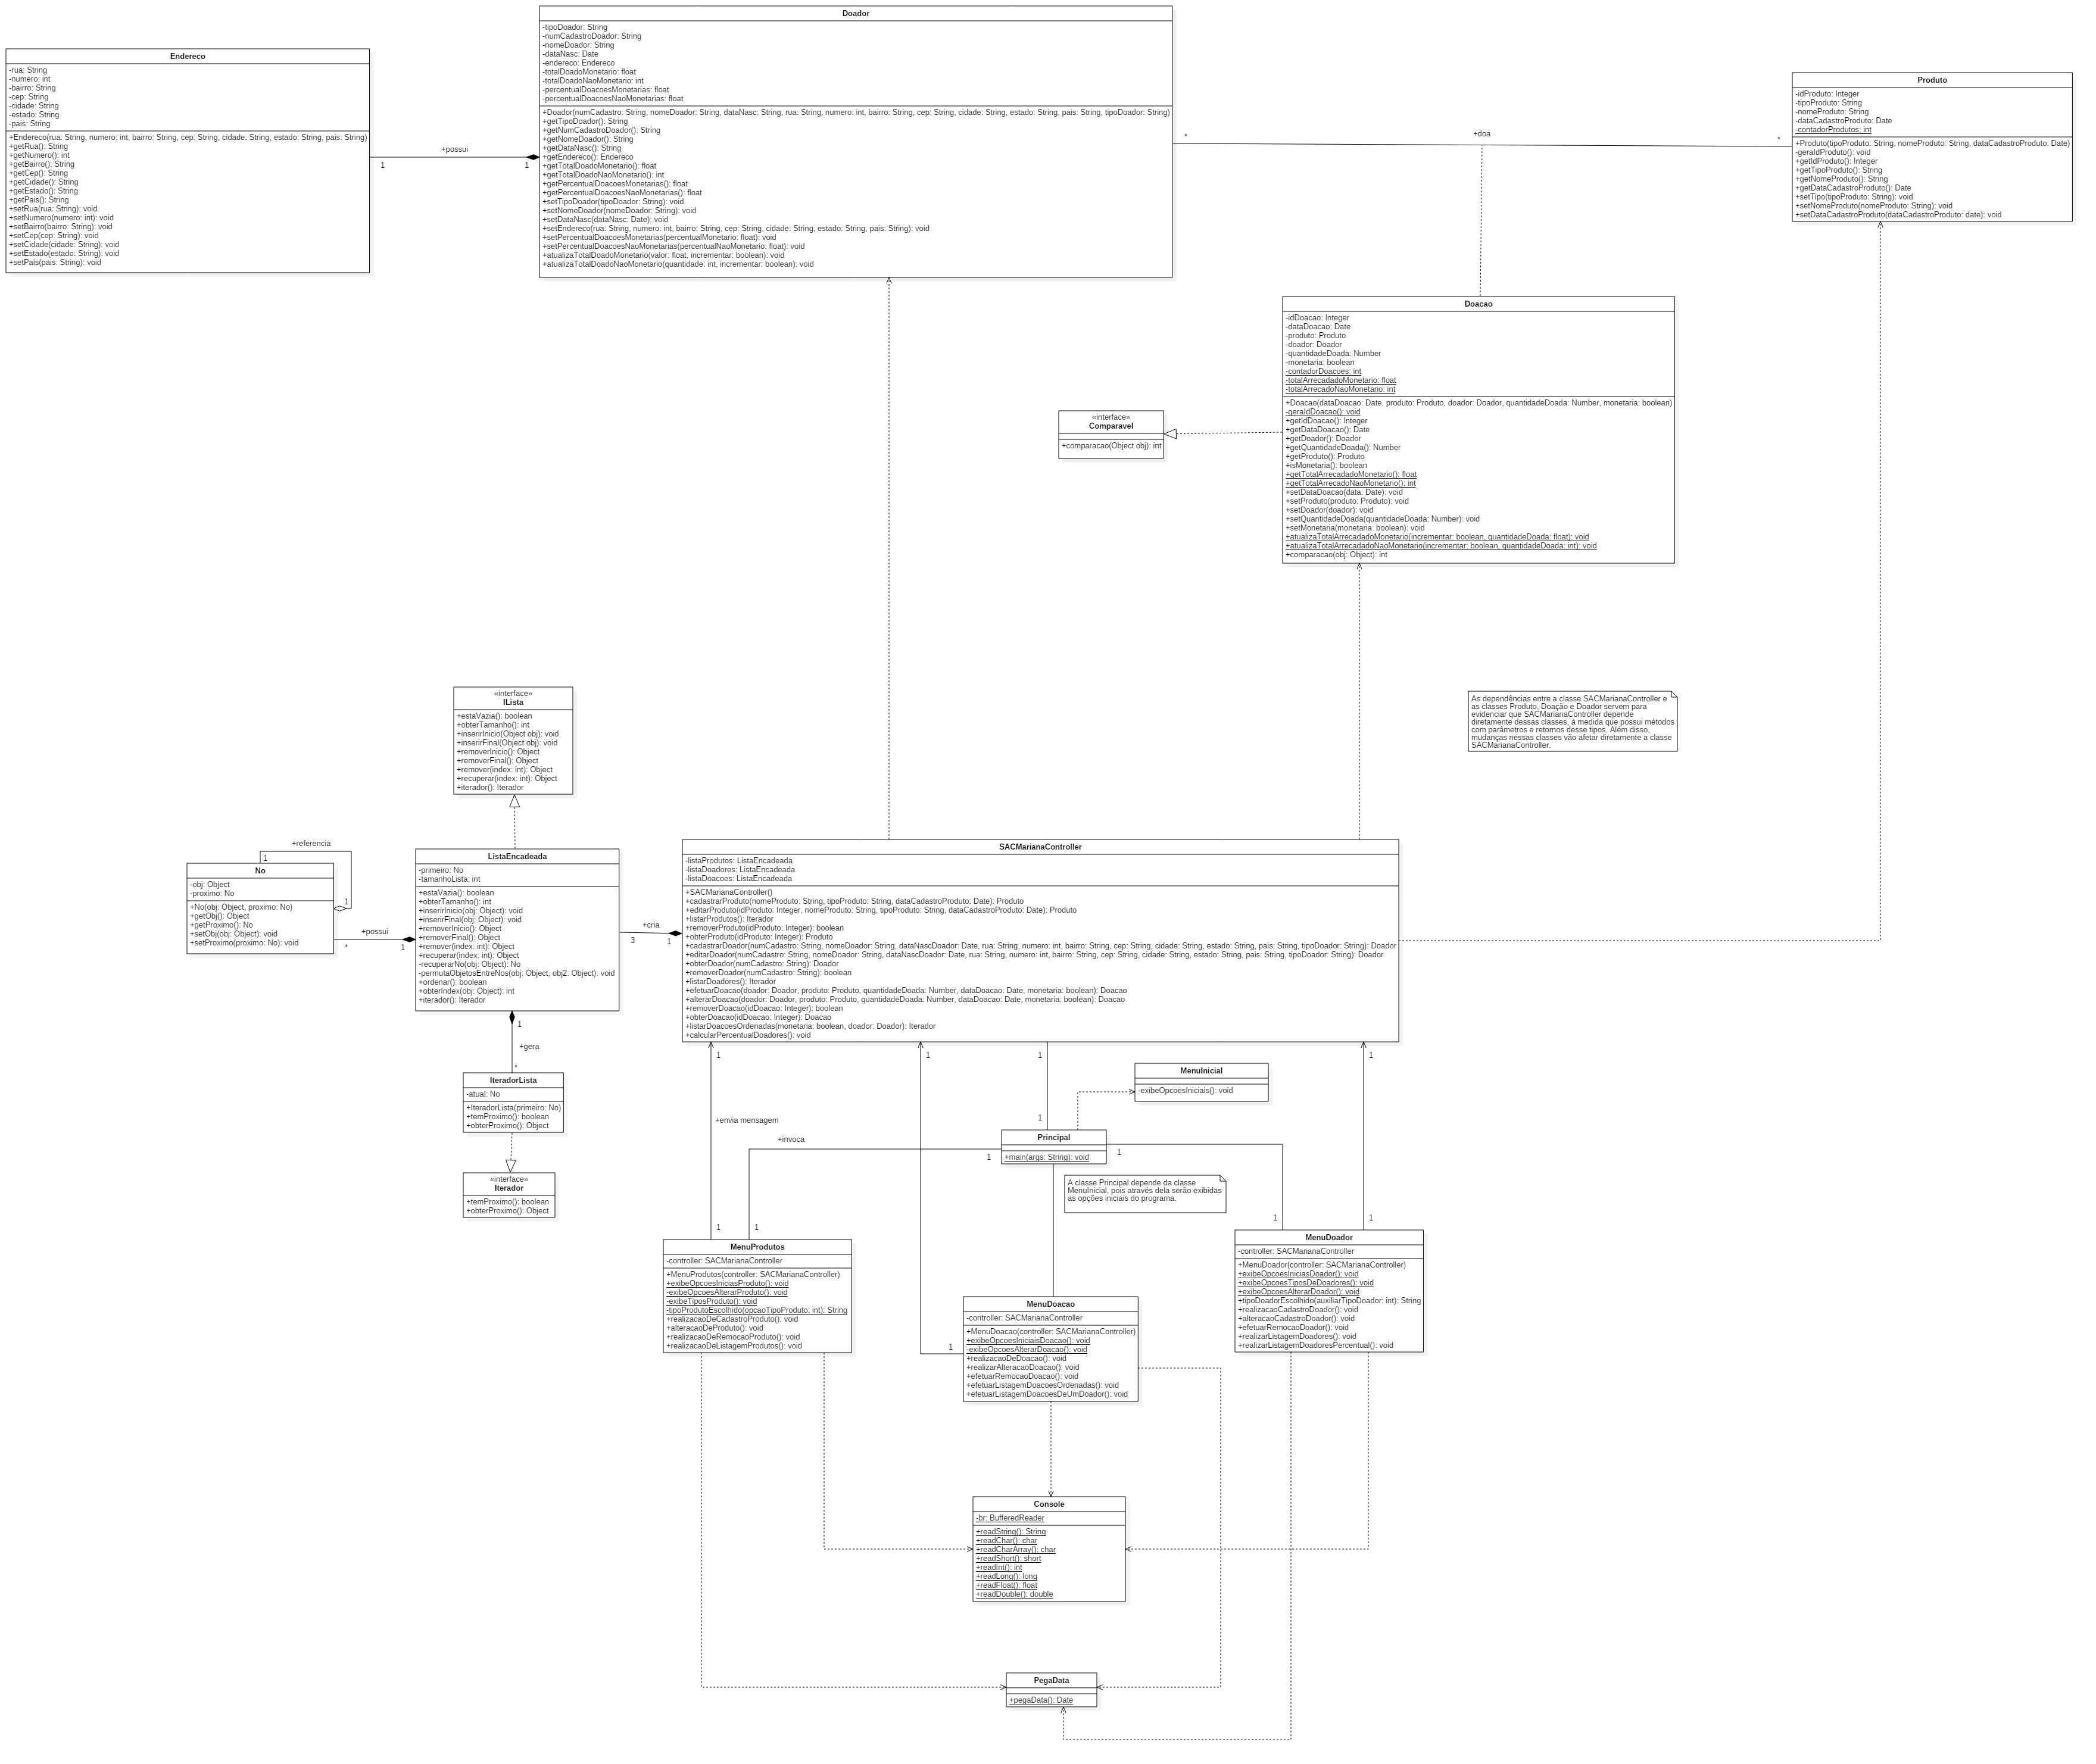 Doador
-tipoDoador: String
-numCadastroDoador: String
-nomeDoador: String
-dataNasc: Date
-endereco: Endereco
-totalDoadoMonetario: float
-totalDoadoNaoMonetario: int
-percentualDoacoesMonetarias: float
-percentualDoacoesNaoMonetarias: float
+Doador(numCadastro: String, nomeDoador: String, dataNasc: String, rua: String, numero: int, bairro: String, cep: String, cidade: String, estado: String, pais: String, tipoDoador: String)
+getTipoDoador(): String
+getNumCadastroDoador(): String
+getNomeDoador(): String
+getDataNasc(): String
+getEndereco(): Endereco
+getTotalDoadoMonetario(): float
+getTotalDoadoNaoMonetario(): int
+getPercentualDoacoesMonetarias(): float
+getPercentualDoacoesNaoMonetarias(): float
+setTipoDoador(tipoDoador: String): void
+setNomeDoador(nomeDoador: String): void
+setDataNasc(dataNasc: Date): void
+setEndereco(rua: String, numero: int, bairro: String, cep: String, cidade: String, estado: String, pais: String): void
+setPercentualDoacoesMonetarias(percentualMonetario: float): void
+setPercentualDoacoesNaoMonetarias(percentualNaoMonetario: float): void
+atualizaTotalDoadoMonetario(valor: float, incrementar: boolean): void
+atualizaTotalDoadoNaoMonetario(quantidade: int, incrementar: boolean): void
Endereco
-rua: String
-numero: int
-bairro: String
-cep: String
-cidade: String
-estado: String
-pais: String
+Endereco(rua: String, numero: int, bairro: String, cep: String, cidade: String, estado: String, pais: String)
+getRua(): String
+getNumero(): int
+getBairro(): String
+getCep(): String
+getCidade(): String
+getEstado(): String
+getPais(): String
+setRua(rua: String): void
+setNumero(numero: int): void
+setBairro(bairro: String): void
+setCep(cep: String): void
+setCidade(cidade: String): void
+setEstado(estado: String): void
+setPais(pais: String): void
+possui
1
1
Produto
-idProduto: Integer
-tipoProduto: String
-nomeProduto: String
-dataCadastroProduto: Date
-contadorProdutos: int
+Produto(tipoProduto: String, nomeProduto: String, dataCadastroProduto: Date)
-geraIdProduto(): void
+getIdProduto(): Integer
+getTipoProduto(): String
+getNomeProduto(): String
+getDataCadastroProduto(): Date
+setTipo(tipoProduto: String): void
+setNomeProduto(nomeProduto: String): void
+setDataCadastroProduto(dataCadastroProduto: date): void
*
+doa
*
Doacao
-idDoacao: Integer
-dataDoacao: Date
-produto: Produto
-doador: Doador
-quantidadeDoada: Number
-monetaria: boolean
-contadorDoacoes: int
-totalArrecadadoMonetario: float
-totalArrecadoNaoMonetario: int
+Doacao(dataDoacao: Date, produto: Produto, doador: Doador, quantidadeDoada: Number, monetaria: boolean)
-geraIdDoacao(): void
+getIdDoacao(): Integer
+getDataDoacao(): Date
+getDoador(): Doador
+getQuantidadeDoada(): Number
+getProduto(): Produto
+isMonetaria(): boolean
+getTotalArrecadadoMonetario(): float
+getTotalArrecadoNaoMonetario(): int
+setDataDoacao(data: Date): void
+setProduto(produto: Produto): void
+setDoador(doador): void
+setQuantidadeDoada(quantidadeDoada: Number): void
+setMonetaria(monetaria: boolean): void
+atualizaTotalArrecadadoMonetario(incrementar: boolean, quantidadeDoada: float): void
+atualizaTotalArrecadadoNaoMonetario(incrementar: boolean, quantidadeDoada: int): void
+comparacao(obj: Object): int
«interface»
Comparavel
+comparacao(Object obj): int
«interface»
ILista
+estaVazia(): boolean
+obterTamanho(): int
+inserirInicio(Object obj): void
+inserirFinal(Object obj): void
+removerInicio(): Object
+removerFinal(): Object
+remover(index: int): Object
+recuperar(index: int): Object
+iterador(): Iterador
As dependências entre a classe SACMarianaController e
as classes Produto, Doação e Doador servem para
evidenciar que SACMarianaController depende
diretamente dessas classes, à medida que possui métodos
com parâmetros e retornos desse tipos. Além disso,
mudanças nessas classes vão afetar diretamente a classe
SACMarianaController.
+referencia
1
1
No
-obj: Object
-proximo: No
+No(obj: Object, proximo: No)
+getObj(): Object
+getProximo(): No
+setObj(obj: Object): void
+setProximo(proximo: No): void
+possui
*
1
ListaEncadeada
-primeiro: No
-tamanhoLista: int
+estaVazia(): boolean
+obterTamanho(): int
+inserirInicio(obj: Object): void
+inserirFinal(obj: Object): void
+removerInicio(): Object
+removerFinal(): Object
+remover(index: int): Object
+recuperar(index: int): Object
-recuperarNo(obj: Object): No
-permutaObjetosEntreNos(obj: Object, obj2: Object): void
+ordenar(): boolean
+obterIndex(obj: Object): int
+iterador(): Iterador
+cria
3
1
SACMarianaController
-listaProdutos: ListaEncadeada
-listaDoadores: ListaEncadeada
-listaDoacoes: ListaEncadeada
+SACMarianaController()
+cadastrarProduto(nomeProduto: String, tipoProduto: String, dataCadastroProduto: Date): Produto
+editarProduto(idProduto: Integer, nomeProduto: String, tipoProduto: String, dataCadastroProduto: Date): Produto
+listarProdutos(): Iterador
+removerProduto(idProduto: Integer): boolean
+obterProduto(idProduto: Integer): Produto
+cadastrarDoador(numCadastro: String, nomeDoador: String, dataNascDoador: Date, rua: String, numero: int, bairro: String, cep: String, cidade: String, estado: String, pais: String, tipoDoador: String): Doador
+editarDoador(numCadastro: String, nomeDoador: String, dataNascDoador: Date, rua: String, numero: int, bairro: String, cep: String, cidade: String, estado: String, pais: String, tipoDoador: String): Doador
+obterDoador(numCadastro: String): Doador
+removerDoador(numCadastro: String): boolean
+listarDoadores(): Iterador
+efetuarDoacao(doador: Doador, produto: Produto, quantidadeDoada: Number, dataDoacao: Date, monetaria: boolean): Doacao
+alterarDoacao(doador: Doador, produto: Produto, quantidadeDoada: Number, dataDoacao: Date, monetaria: boolean): Doacao
+removerDoacao(idDoacao: Integer): boolean
+obterDoacao(idDoacao: Integer): Doacao
+listarDoacoesOrdenadas(monetaria: boolean, doador: Doador): Iterador
+calcularPercentualDoadores(): void
1
+gera
*
IteradorLista
-atual: No
+IteradorLista(primeiro: No)
+temProximo(): boolean
+obterProximo(): Object
«interface»
Iterador
+temProximo(): boolean
+obterProximo(): Object
1
1
1
1
+envia mensagem
MenuInicial
-exibeOpcoesIniciais(): void
1
Principal
+main(args: String): void
+invoca
1
1
A classe Principal depende da classe
MenuInicial, pois através dela serão exibidas
as opções iniciais do programa.
1
1
1
1
MenuProdutos
-controller: SACMarianaController
+MenuProdutos(controller: SACMarianaController)
+exibeOpcoesIniciasProduto(): void
-exibeOpcoesAlterarProduto(): void
-exibeTiposProduto(): void
-tipoProdutoEscolhido(opcaoTipoProduto: int): String
+realizacaoDeCadastroProduto(): void
+alteracaoDeProduto(): void
+realizacaoDeRemocaoProduto(): void
+realizacaoDeListagemProdutos(): void
MenuDoador
-controller: SACMarianaController
+MenuDoador(controller: SACMarianaController)
+exibeOpcoesIniciasDoador(): void
+exibeOpcoesTiposDeDoadores(): void
+exibeOpcoesAlterarDoador(): void
+tipoDoadorEscolhido(auxiliarTipoDoador: int): String
+realizacaoCadastroDoador(): void
+alteracaoCadastroDoador(): void
+efetuarRemocaoDoador(): void
+realizarListagemDoadores(): void
+realizarListagemDoadoresPercentual(): void
1
MenuDoacao
-controller: SACMarianaController
+MenuDoacao(controller: SACMarianaController)
+exibeOpcoesIniciaisDoacao(): void
-exibeOpcoesAlterarDoacao(): void
+realizacaoDeDoacao(): void
+realizarAlteracaoDoacao(): void
+efetuarRemocaoDoacao(): void
+efetuarListagemDoacoesOrdenadas(): void
+efetuarListagemDoacoesDeUmDoador(): void
Console
-br: BufferedReader
+readString(): String
+readChar(): char
+readCharArray(): char
+readShort(): short
+readInt(): int
+readLong(): long
+readFloat(): float
+readDouble(): double
PegaData
+pegaData(): Date